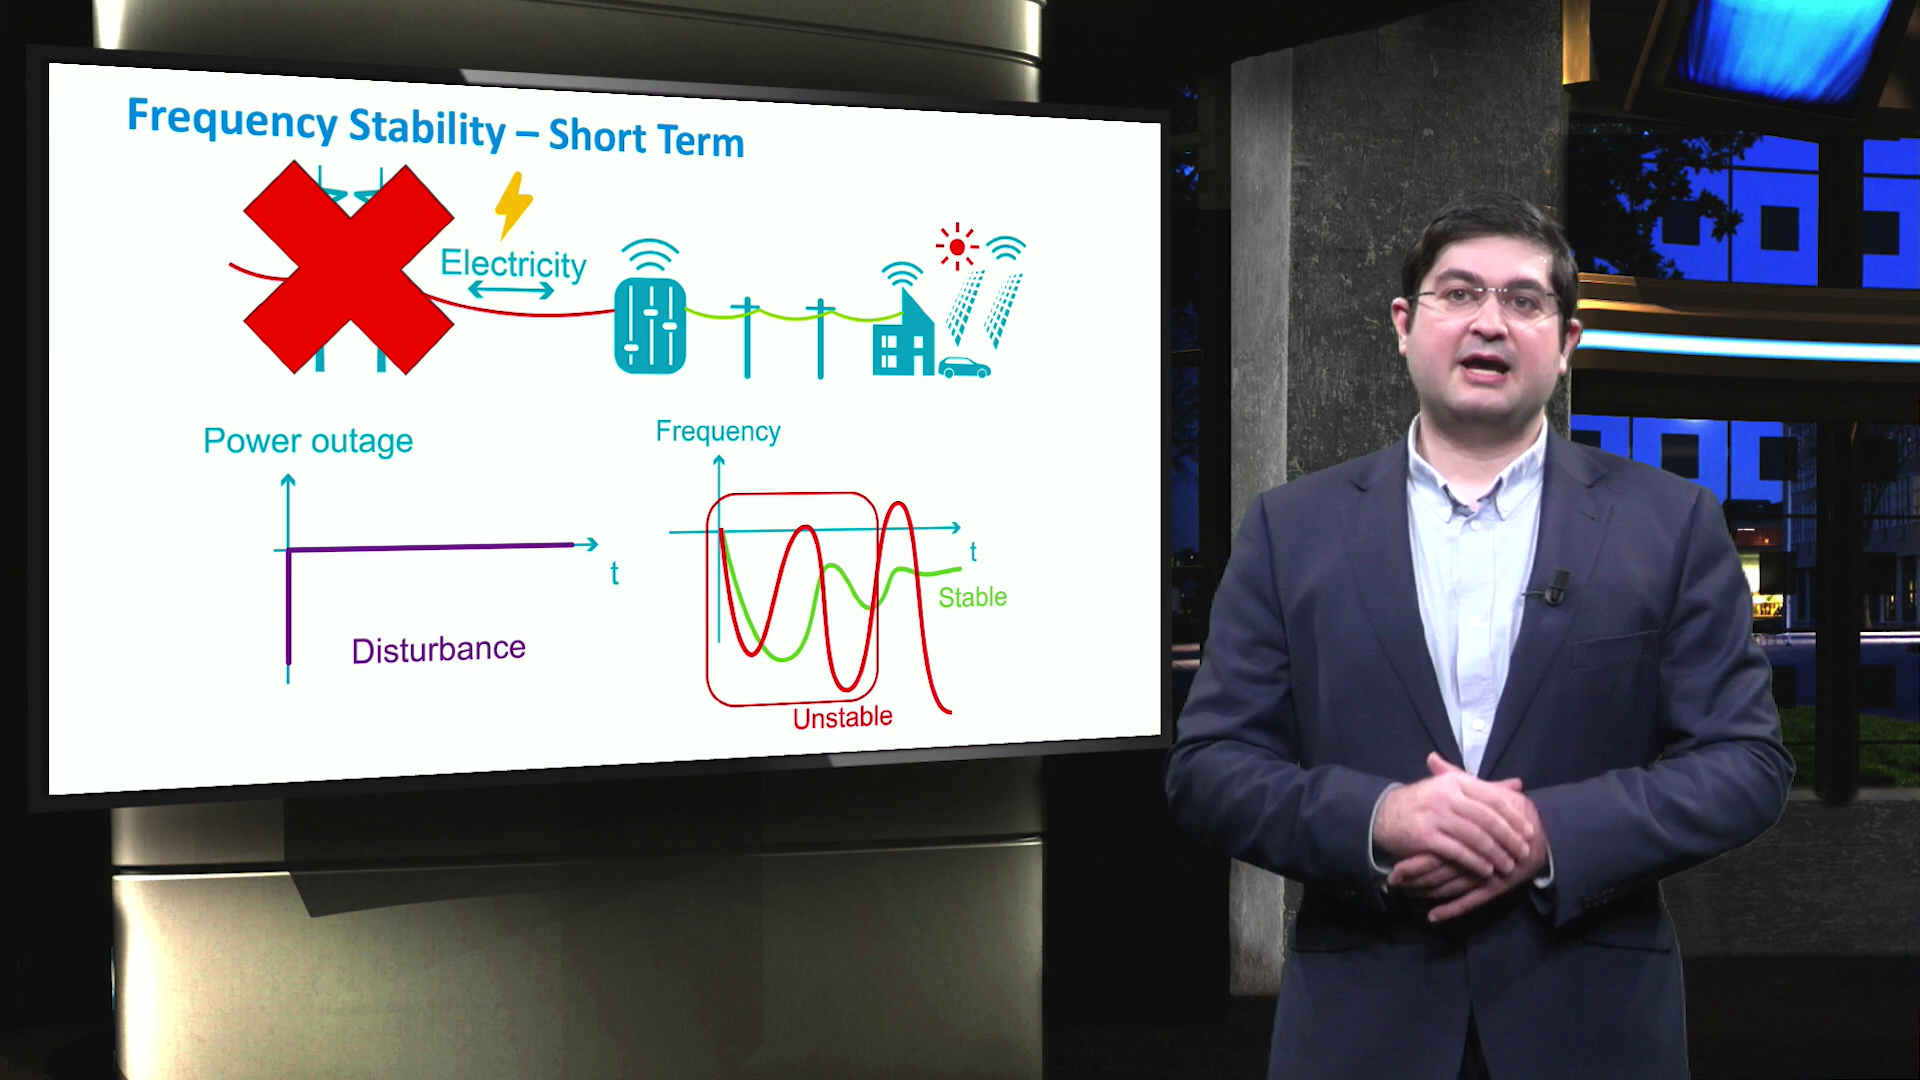 Frequency Stability – Short Term
Electricity
Power outage
t
Disturbance
Frequency
t
Stable
Unstable